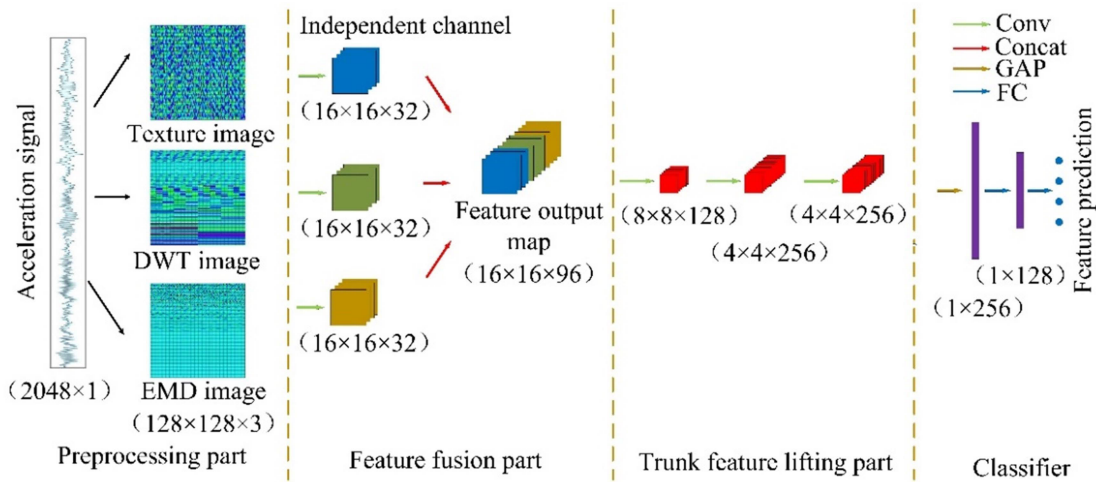 Acceleration signal
(2048×1)
Texture image
DWT image
EMD image
(128×128×3)
Preprocessing part
Independent channel
(16×16×32)
(16×16×32)
(16×16×32)
Feature output
map
(16×16×96)
Feature fusion part
(8×8×128)
(4×4×256)
(4×4×256)
Trunk feature lifting part
Conv
Concat
GAP
FC
(1×128)
(1×256)
Feature prediction
Classifier